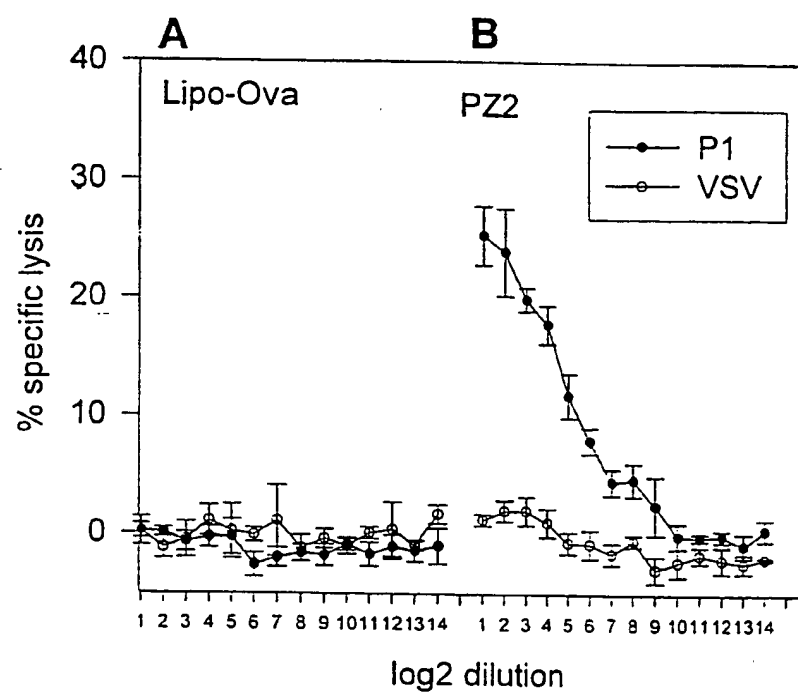 A B
40
Lipo-Ova PZ2
P1
VSV
30
20
10
0
% specific lysis
1 2 3 4 5 6 7 8 9 10 11 12 13 14 1 2 3 4 5 6 7 8 9 10 11 12 13 14
log2 dilution